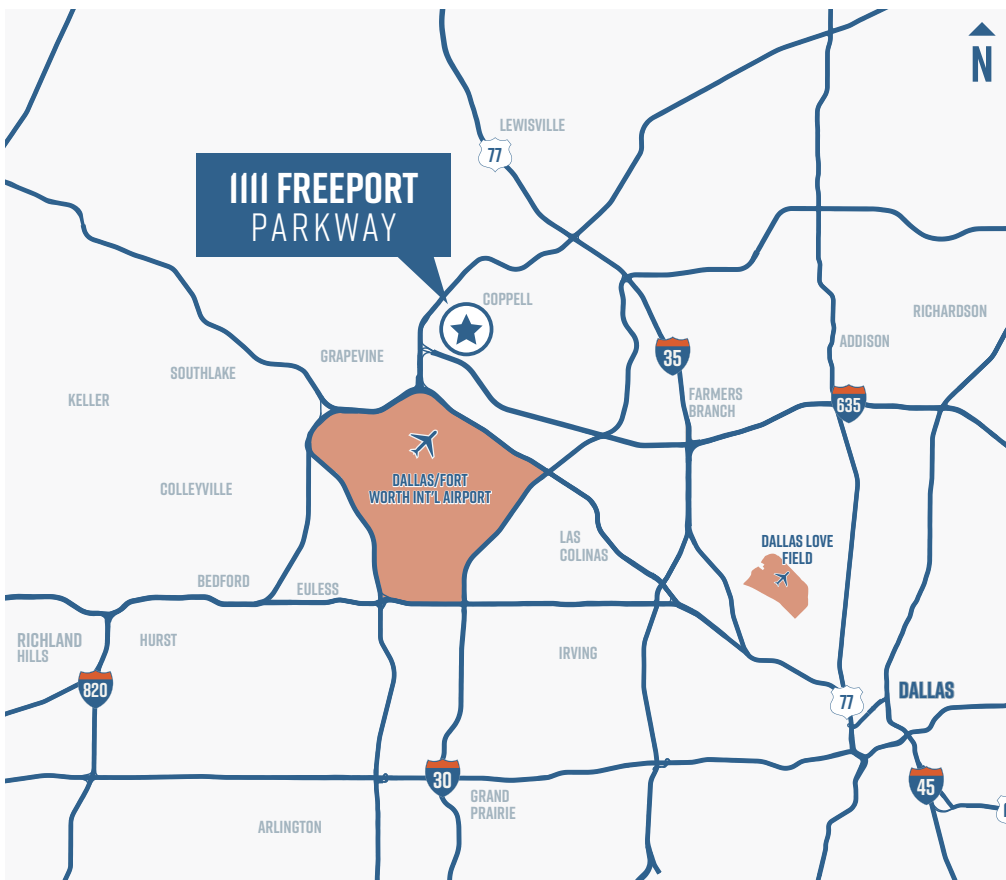 N
LEWISVILLE
77
1111 FREEPORT
PARKWAY
COPPELL
RICHARDSON
ADDISON
35
GRAPEVINE
SOUTHLAKE
KELLER
FARMERS
BRANCH
635
DALLAS/FORT
WORTH INT'L AIRPORT
COLLEYVILLE
LAS
COLINAS
DALLAS LOVE
FIELD
BEDFORD
EULESS
RICHLAND
HILLS
HURST
IRVING
820
DALLAS
77
30
45
GRAND
PRAIRIE
ARLINGTON